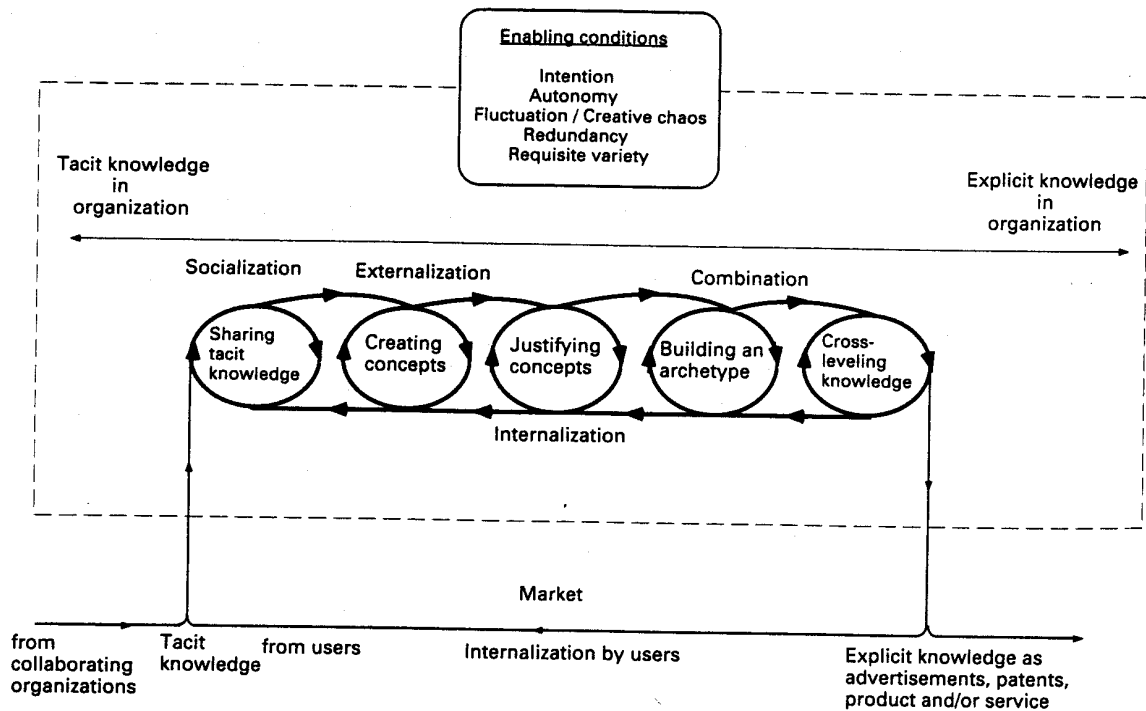 Enabling conditions
Intention
Autonomy
Fluctuation / Creative chaos
Redundancy
Requisite variety
Tacit knowledge
in
organization
Explicit knowledge
in
organization
Socialization
Externalization
Combination
Sharing
tacit
knowledge
Creating
concepts
Justifying
concepts
Building an
archetype
Cross-
leveling
knowledge
Internalization
Market
from
collaborating
organizations
Tacit
knowledge
from users
Internalization by users
Explicit knowledge as
advertisements, patents,
product and/or service